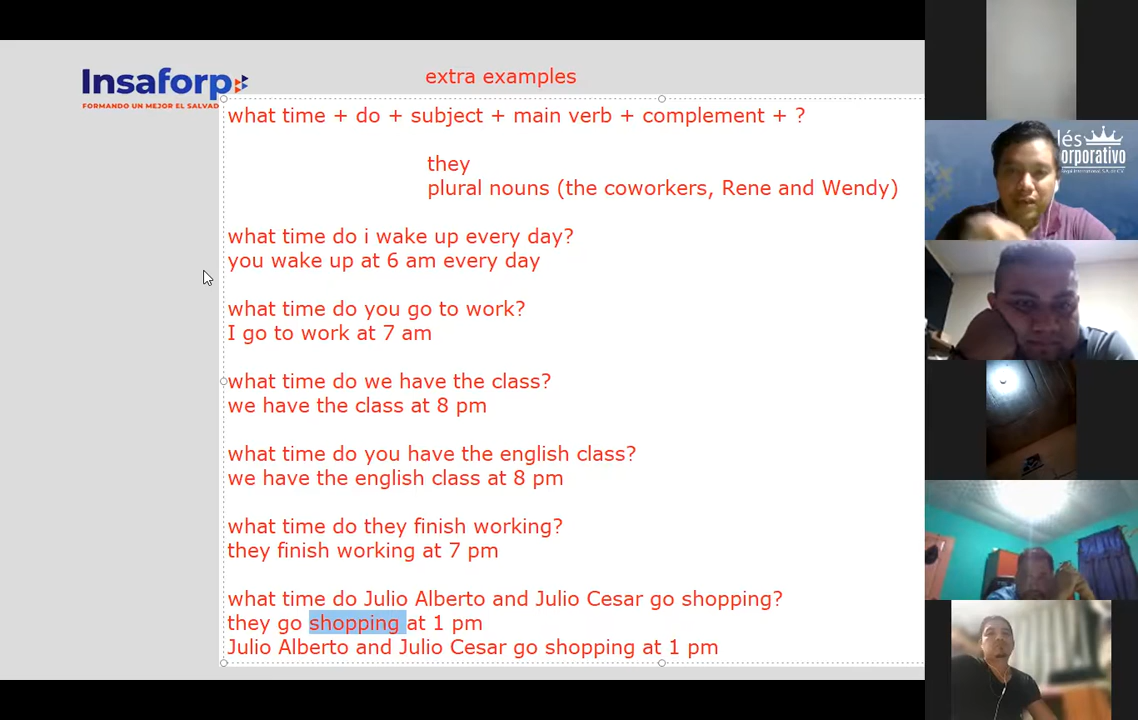 Insaforp
FORMANDO UN MEJOR EL SALVAD
extra examples
what time + do + subject + main verb + complement + ?
they
plural nouns (the coworkers, Rene and Wendy)
what time do i wake up every day?
you wake up at 6 am every day
what time do you go to work?
I go to work at 7 am
what time do we have the class?
we have the class at 8 pm
what time do you have the english class?
we have the english class at 8 pm
what time do they finish working?
they finish working at 7 pm
what time do Julio Alberto and Julio Cesar go shopping?
they go shopping at 1 pm
Julio Alberto and Julio Cesar go shopping at 1 pm
lés
orporativo